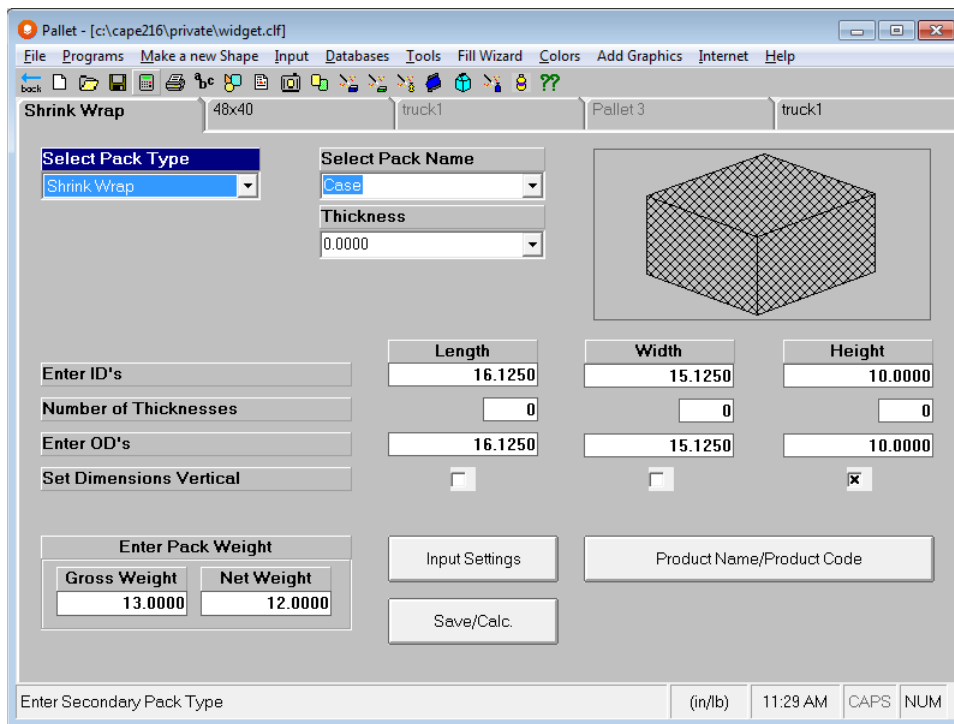 Pallet - [c:\cape216\private\widget.clf]
File Programs Make a new Shape Input Databases Tools Fill Wizard Colors Add Graphics Internet Help
back abc ??
Shrink Wrap 48x40 truck1 Pallet 3 truck1
Select Pack Type Select Pack Name
Shrink Wrap Case
Thickness
0.0000
Length Width Height
Enter ID's 16.1250 15.1250 10.0000
Number of Thicknesses 0 0 0
Enter OD's 16.1250 15.1250 10.0000
Set Dimensions Vertical
Enter Pack Weight Input Settings Product Name/Product Code
Gross Weight Net Weight
13.0000 12.0000
Save/Calc.
Enter Secondary Pack Type (in/lb) 11:29 AM CAPS NUM